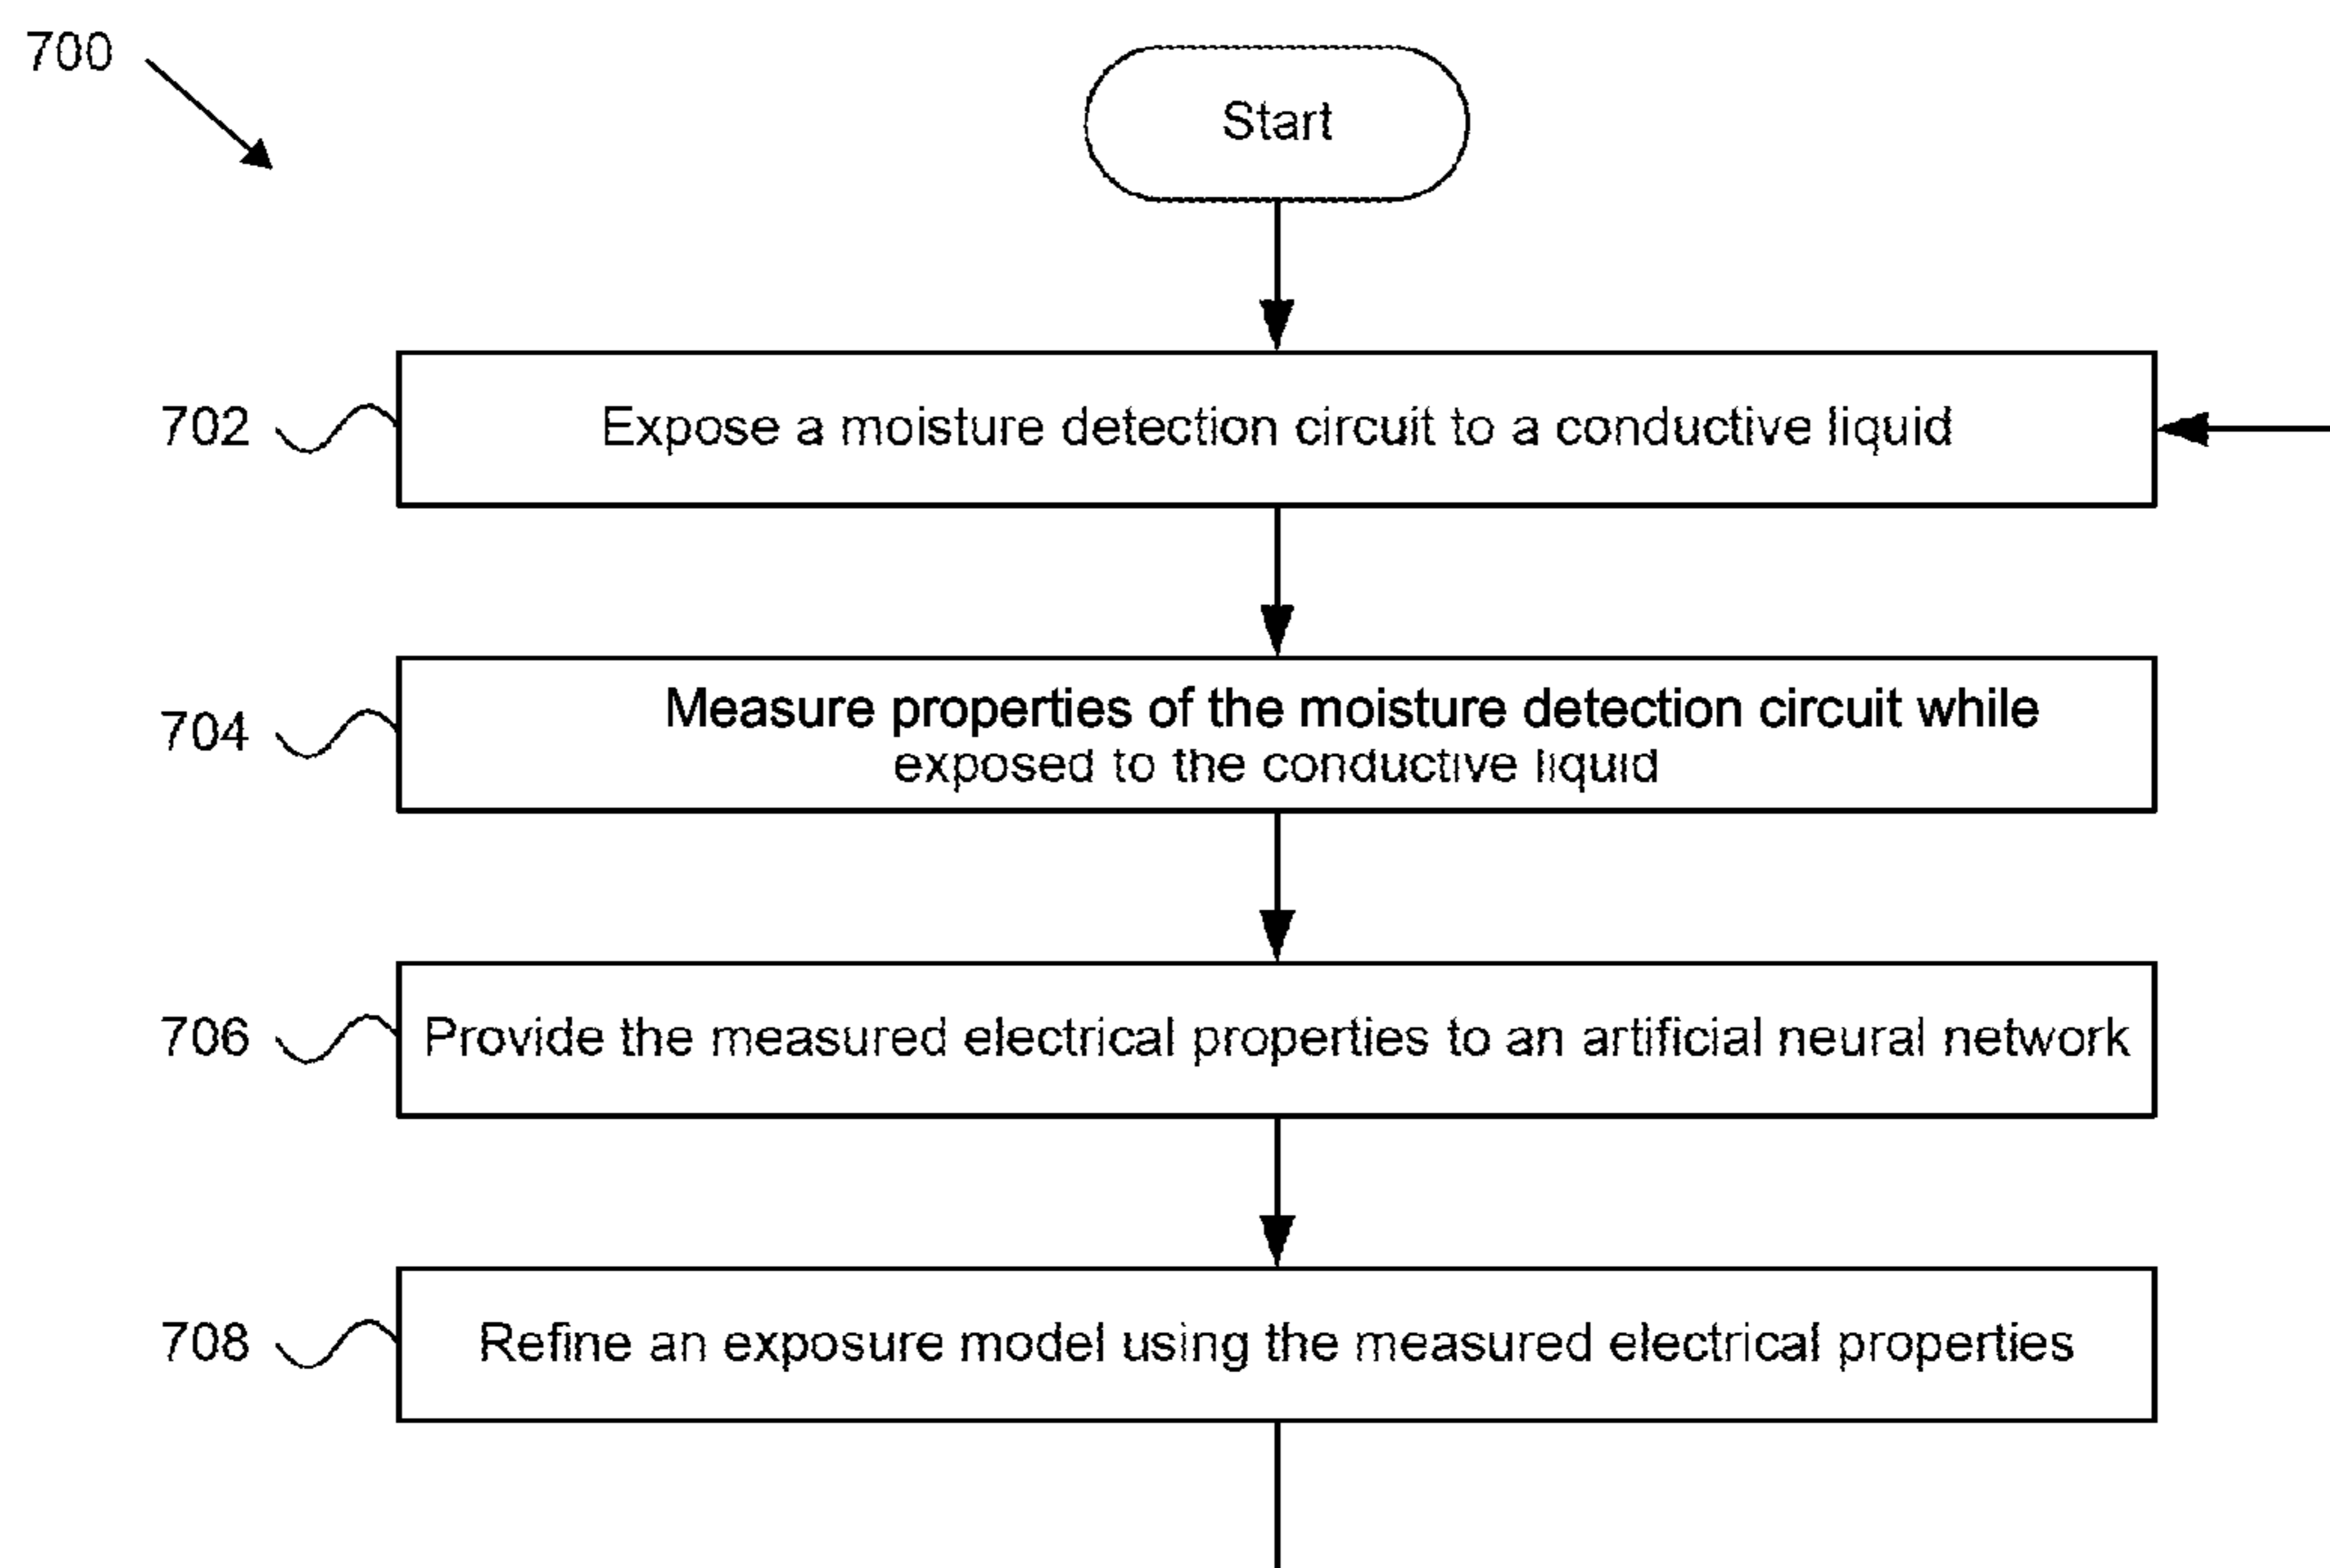 700
Start
702
Expose a moisture detection circuit to a conductive liquid
704
Measure properties of the moisture detection circuit while
exposed to the conductive liquid
706
Provide the measured electrical properties to an artificial neural network
708
Refine an exposure model using the measured electrical properties